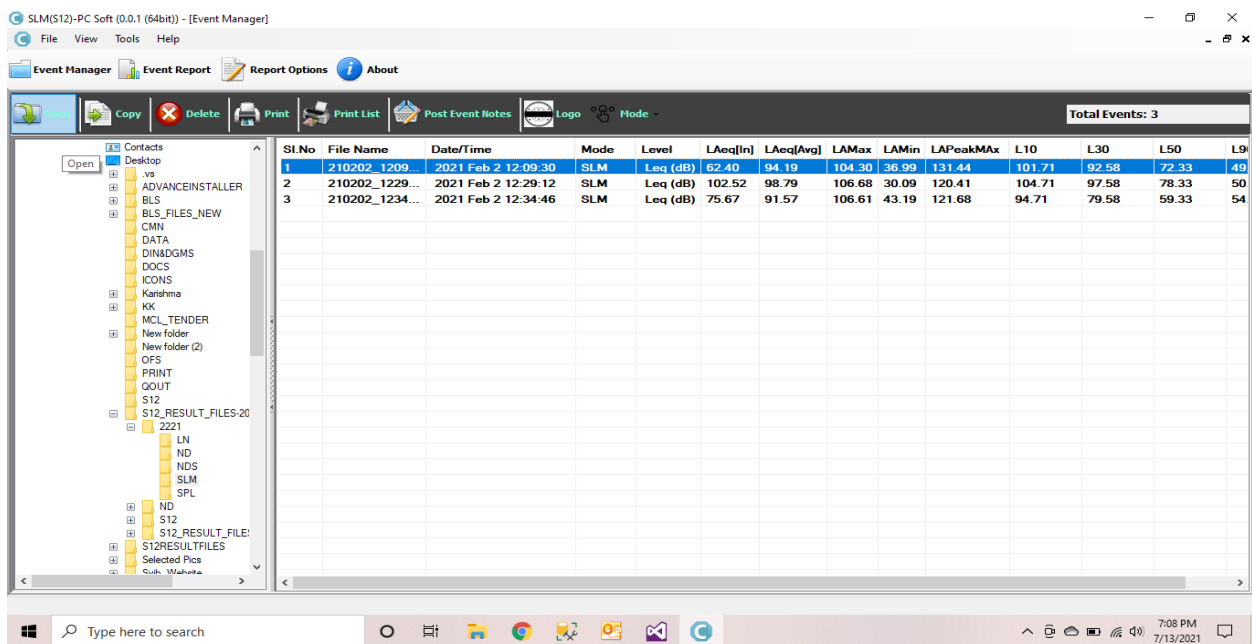 SLM(S12)-PC Soft (0.0.1 (64bit)) - [Event Manager]
File View Tools Help
Event Manager Event Report Report Options About
Copy Delete Print Print List Post Event Notes Logo Mode Total Events: 3
Open
Contacts
Desktop
.vs
ADVANCEINSTALLER
BLS
BLS_FILES_NEW
CMN
DATA
DIN&DGMS
DOCS
ICONS
Karishma
KK
MCL_TENDER
New folder
New folder (2)
OFS
PRINT
QOUT
S12
S12_RESULT_FILES-20
2221
LN
ND
NDS
SLM
SPL
ND
S12
S12_RESULT_FILES
S12RESULTFILES
Selected Pics
Sl.No File Name Date/Time Mode Level LAeq[In] LAeq[Avg] LAMax LAMin LAPeakMAx L10 L30 L50 L9
1 210202_1209... 2021 Feb 2 12:09:30 SLM Leq (dB) 62.40 94.19 104.30 36.99 131.44 101.71 92.58 72.33 49
2 210202_1229... 2021 Feb 2 12:29:12 SLM Leq (dB) 102.52 98.79 106.68 30.09 120.41 104.71 97.58 78.33 50
3 210202_1234... 2021 Feb 2 12:34:46 SLM Leq (dB) 75.67 91.57 106.61 43.19 121.68 94.71 79.58 59.33 54
Type here to search
7:08 PM
7/13/2021